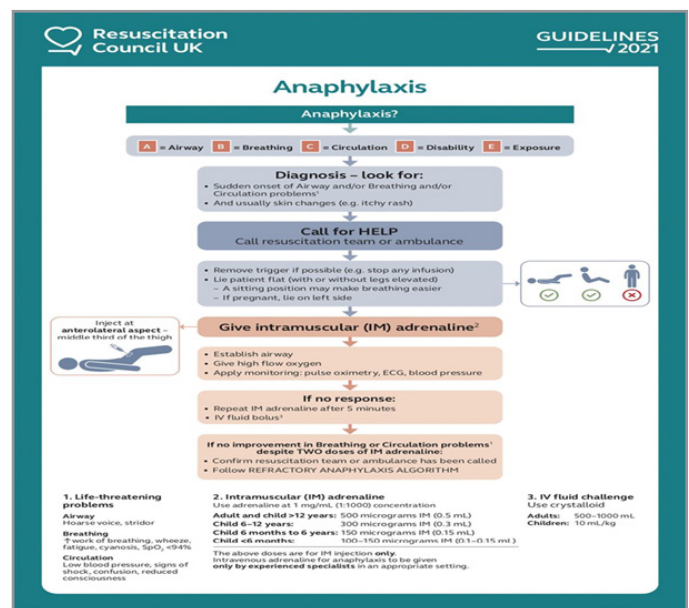 Resuscitation
Council UK
GUIDELINES
2021
Anaphylaxis
Anaphylaxis?
A = Airway B = Breathing C = Circulation D = Disability E = Exposure
Diagnosis – look for:
• Sudden onset of Airway and/or Breathing and/or
Circulation problems¹
• And usually skin changes (e.g. itchy rash)
Call for HELP
Call resuscitation team or ambulance
• Remove trigger if possible (e.g. stop any infusion)
• Lie patient flat (with or without legs elevated)
– A sitting position may make breathing easier
– If pregnant, lie on left side
Inject at
anterolateral aspect –
middle third of the thigh
Give intramuscular (IM) adrenaline²
• Establish airway
• Give high flow oxygen
• Apply monitoring: pulse oximetry, ECG, blood pressure
If no response:
• Repeat IM adrenaline after 5 minutes
• IV fluid bolus³
If no improvement in Breathing or Circulation problems¹
despite TWO doses of IM adrenaline:
• Confirm resuscitation team or ambulance has been called
• Follow REFRACTORY ANAPHYLAXIS ALGORITHM
1. Life-threatening
problems
Airway
Hoarse voice, stridor
Breathing
↑work of breathing, wheeze,
fatigue, cyanosis, SpO₂ <94%
Circulation
Low blood pressure, signs of
shock, confusion, reduced
consciousness
2. Intramuscular (IM) adrenaline
Use adrenaline at 1 mg/mL (1:1000) concentration
Adult and child >12 years: 500 micrograms IM (0.5 mL)
Child 6–12 years: 300 micrograms IM (0.3 mL)
Child 6 months to 6 years: 150 micrograms IM (0.15 mL)
Child <6 months: 100–150 micrograms IM (0.1–0.15 mL)
The above doses are for IM injection only.
Intravenous adrenaline for anaphylaxis to be given
only by experienced specialists in an appropriate setting.
3. IV fluid challenge
Use crystalloid
Adults: 500–1000 mL
Children: 10 mL/kg